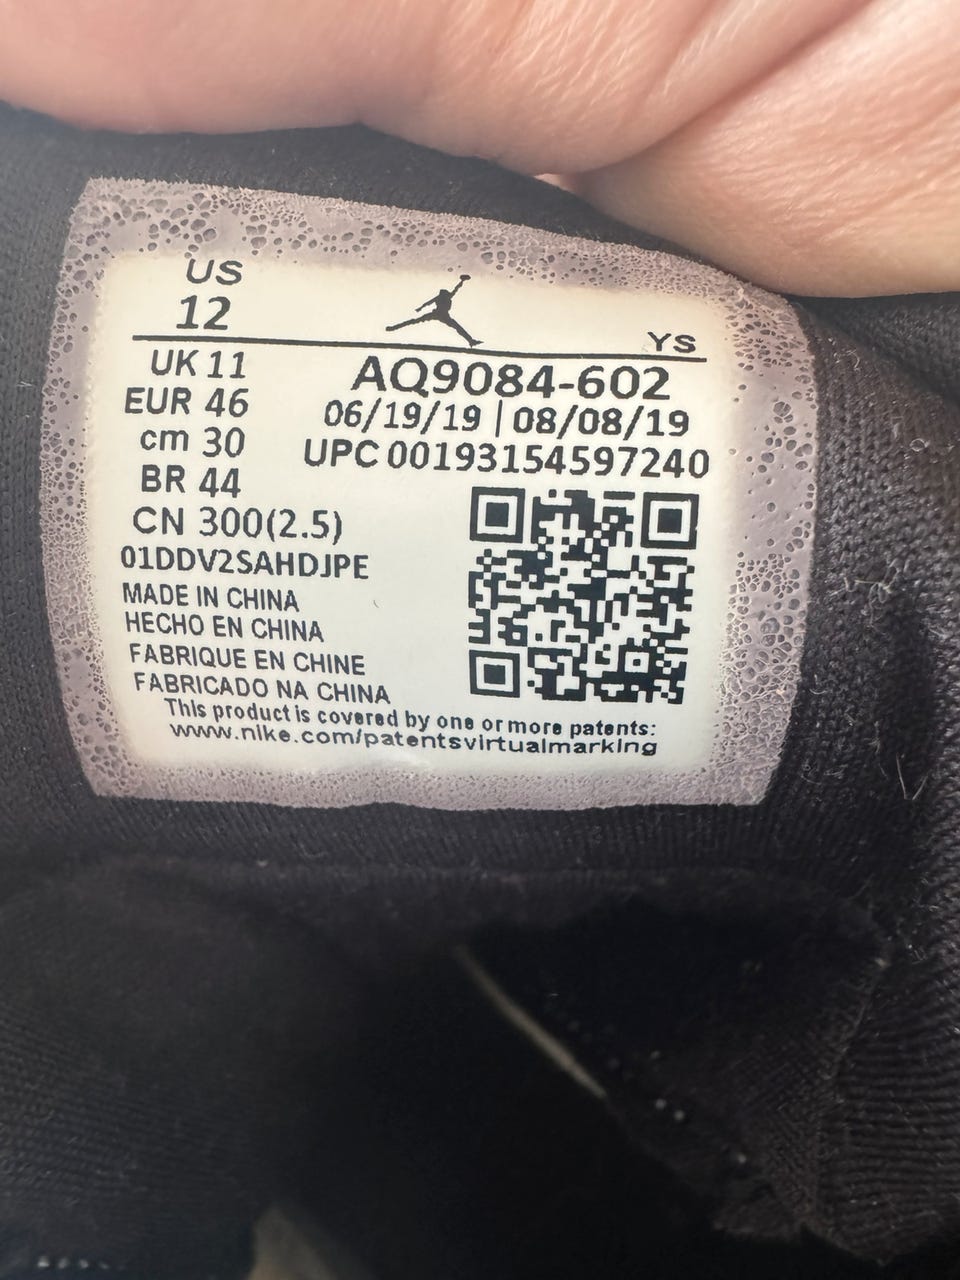 US
12
YS
UK 11
EUR 46
cm 30
BR 44
CN 300(2.5)
AQ9084-602
06/19/19 | 08/08/19
UPC 00193154597240
01DDV2SAHDJPE
MADE IN CHINA
HECHO EN CHINA
FABRIQUE EN CHINE
FABRICADO NA CHINA
This product is covered by one or more patents:
www.nike.com/patentsvirtualmarking